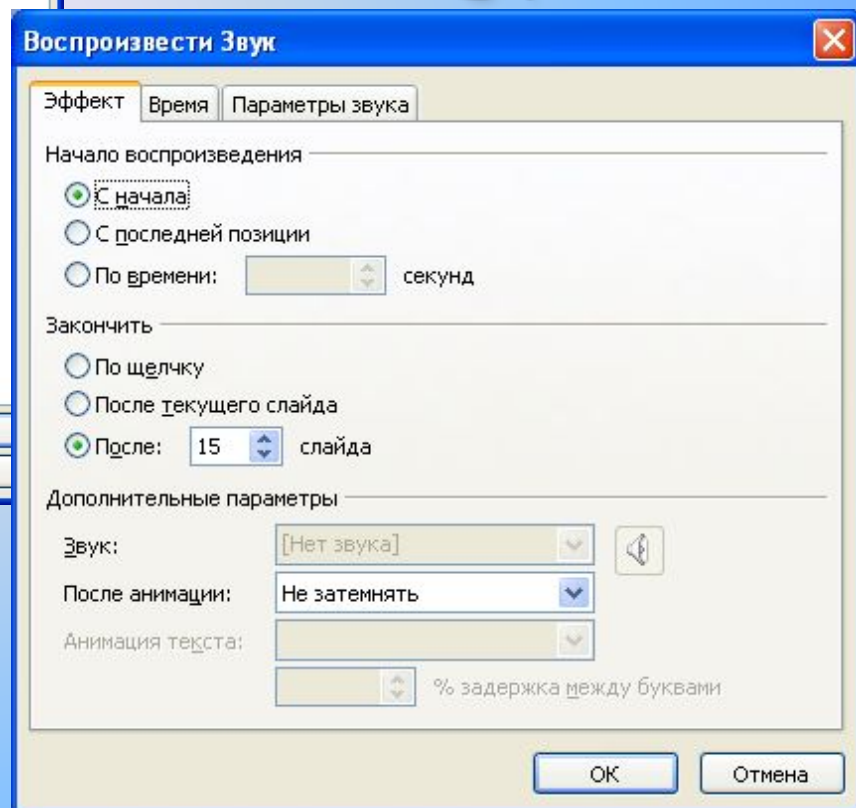 Воспроизвести Звук
Эффект Время Параметры звука
Начало воспроизведения
С начала
С последней позиции
По времени: секунд
Закончить
По щелчку
После текущего слайда
После: 15 слайда
Дополнительные параметры
Звук: [Нет звука]
После анимации: Не затемнять
Анимация текста:
% задержка между буквами
ОК Отмена